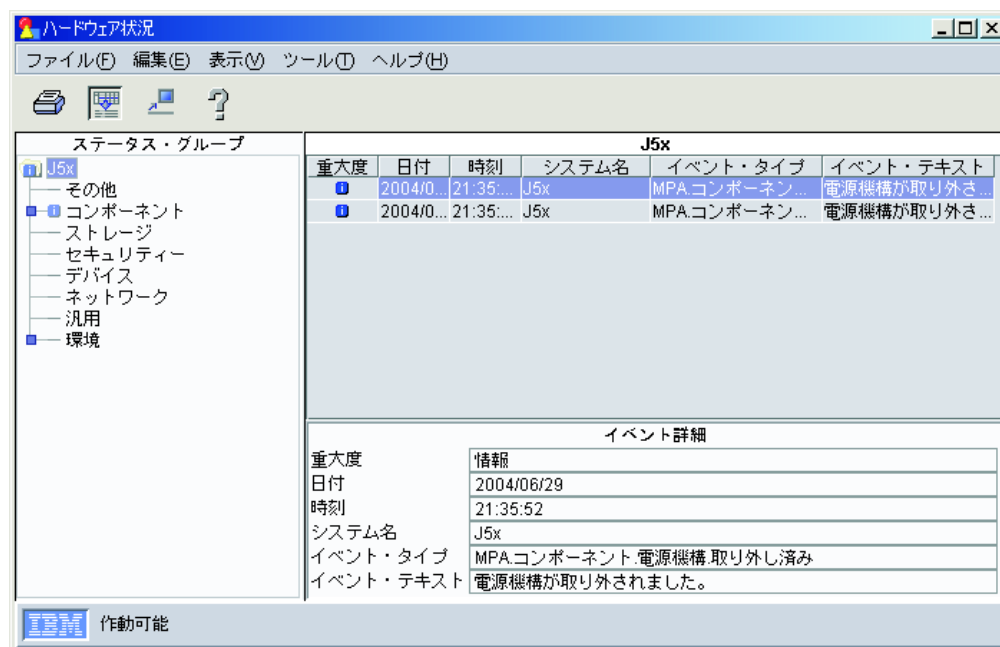 ハードウェア状況
ファイル(F) 編集(E) 表示(V) ツール(T) ヘルプ(H)
ステータス・グループ
J5x
その他
コンポーネント
ストレージ
セキュリティー
デバイス
ネットワーク
汎用
環境
J5x
重大度 日付 時刻 システム名 イベント・タイプ イベント・テキスト
2004/0... 21:35:... J5x MPA.コンポーネン... 電源機構が取り外さ...
2004/0... 21:35:... J5x MPA.コンポーネン... 電源機構が取り外さ...
イベント詳細
重大度 情報
日付 2004/06/29
時刻 21:35:52
システム名 J5x
イベント・タイプ MPA.コンポーネント.電源機構.取り外し済み
イベント・テキスト 電源機構が取り外されました。
IBM 作動可能